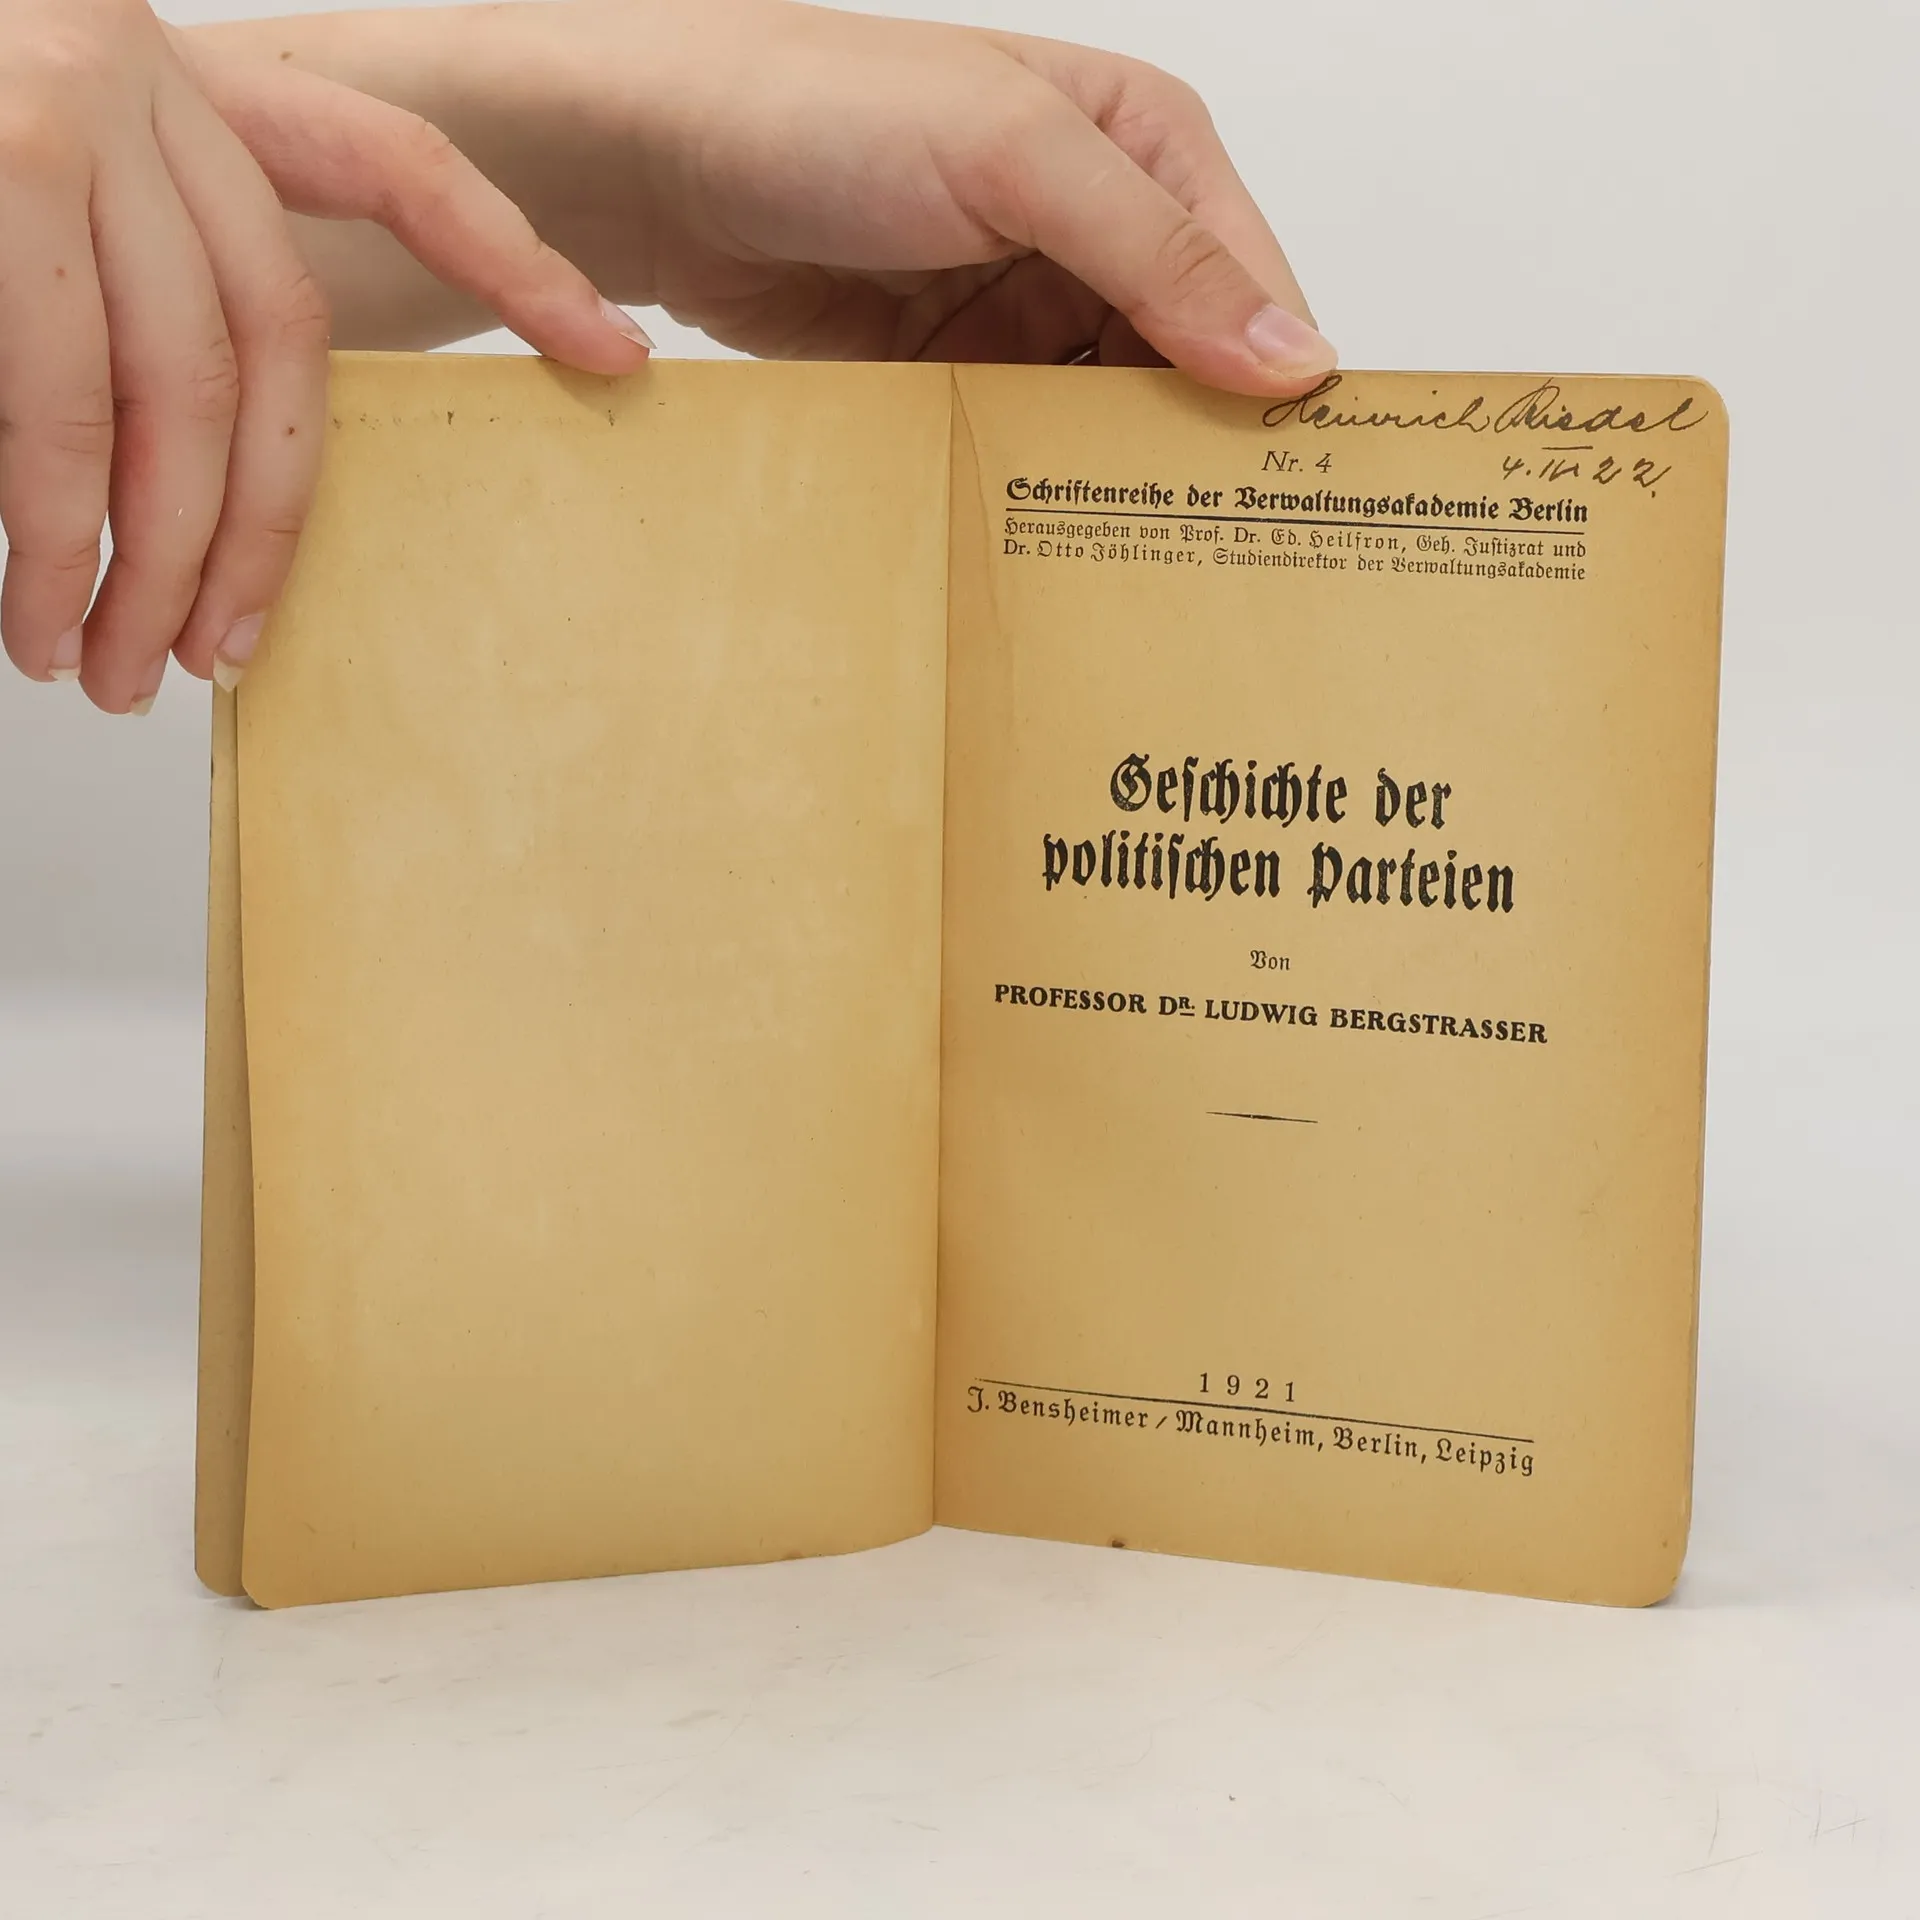 Heinrich Riedel
Nr. 4
4. III 22.
Schriftenreihe der Verwaltungsakademie Berlin
Herausgegeben von Prof. Dr. Ed. Heilfron, Geh. Juſtizrat und
Dr. Otto Jöhlinger, Studiendirektor der Verwaltungsakademie
Geſchichte der
politiſchen Parteien
Von
PROFESSOR DR. LUDWIG BERGSTRASSER
1921
J. Bensheimer / Mannheim, Berlin, Leipzig